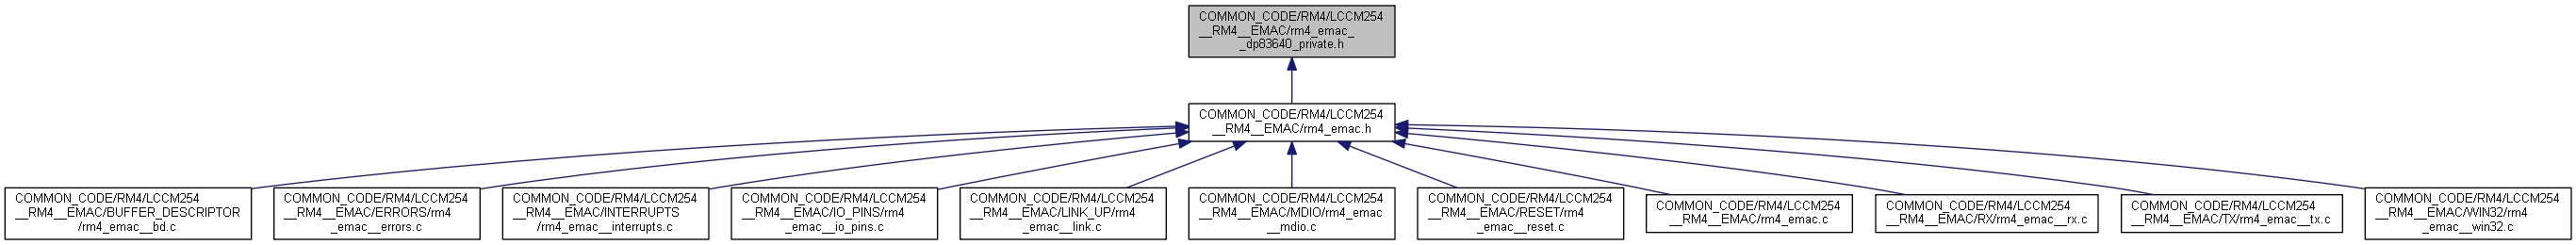 COMMON_CODE/RM4/LCCM254
__RM4__EMAC/rm4_emac_
_dp83640_private.h
COMMON_CODE/RM4/LCCM254
__RM4__EMAC/rm4_emac.h
COMMON_CODE/RM4/LCCM254
__RM4__EMAC/BUFFER_DESCRIPTOR
/rm4_emac__bd.c
COMMON_CODE/RM4/LCCM254
__RM4__EMAC/ERRORS/rm4
_emac__errors.c
COMMON_CODE/RM4/LCCM254
__RM4__EMAC/INTERRUPTS
/rm4_emac__interrupts.c
COMMON_CODE/RM4/LCCM254
__RM4__EMAC/IO_PINS/rm4
_emac__io_pins.c
COMMON_CODE/RM4/LCCM254
__RM4__EMAC/LINK_UP/rm4
_emac__link.c
COMMON_CODE/RM4/LCCM254
__RM4__EMAC/MDIO/rm4_emac
__mdio.c
COMMON_CODE/RM4/LCCM254
__RM4__EMAC/RESET/rm4
_emac__reset.c
COMMON_CODE/RM4/LCCM254
__RM4__EMAC/rm4_emac.c
COMMON_CODE/RM4/LCCM254
__RM4__EMAC/RX/rm4_emac__rx.c
COMMON_CODE/RM4/LCCM254
__RM4__EMAC/TX/rm4_emac__tx.c
COMMON_CODE/RM4/LCCM254
__RM4__EMAC/WIN32/rm4
_emac__win32.c